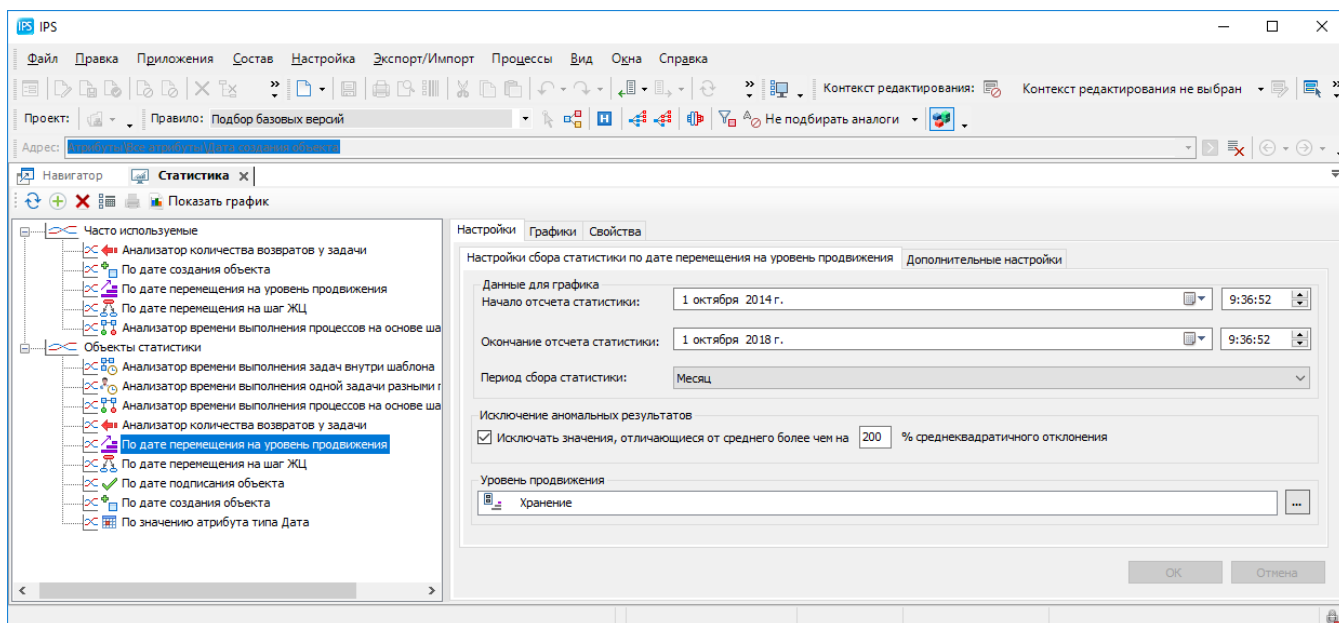 IPS IPS
Файл Правка Приложения Состав Настройка Экспорт/Импорт Процессы Вид Окна Справка
Контекст редактирования: Контекст редактирования не выбран
Проект: Правило: Подбор базовых версий Н Не подбирать аналоги
Адрес: Атрибуты\Все атрибуты\Дата создания объекта
Навигатор Статистика
Показать график
Часто используемые
Анализатор количества возвратов у задачи
По дате создания объекта
По дате перемещения на уровень продвижения
По дате перемещения на шаг ЖЦ
Анализатор времени выполнения процессов на основе ша
Объекты статистики
Анализатор времени выполнения задач внутри шаблона
Анализатор времени выполнения одной задачи разными г
Анализатор времени выполнения процессов на основе ша
Анализатор количества возвратов у задачи
По дате перемещения на уровень продвижения
По дате перемещения на шаг ЖЦ
По дате подписания объекта
По дате создания объекта
По значению атрибута типа Дата
Настройки Графики Свойства
Настройки сбора статистики по дате перемещения на уровень продвижения Дополнительные настройки
Данные для графика
Начало отсчета статистики: 1 октября 2014 г. 9:36:52
Окончание отсчета статистики: 1 октября 2018 г. 9:36:52
Период сбора статистики: Месяц
Исключение аномальных результатов
Исключать значения, отличающиеся от среднего более чем на 200 % среднеквадратичного отклонения
Уровень продвижения
Хранение ...
ОК Отмена